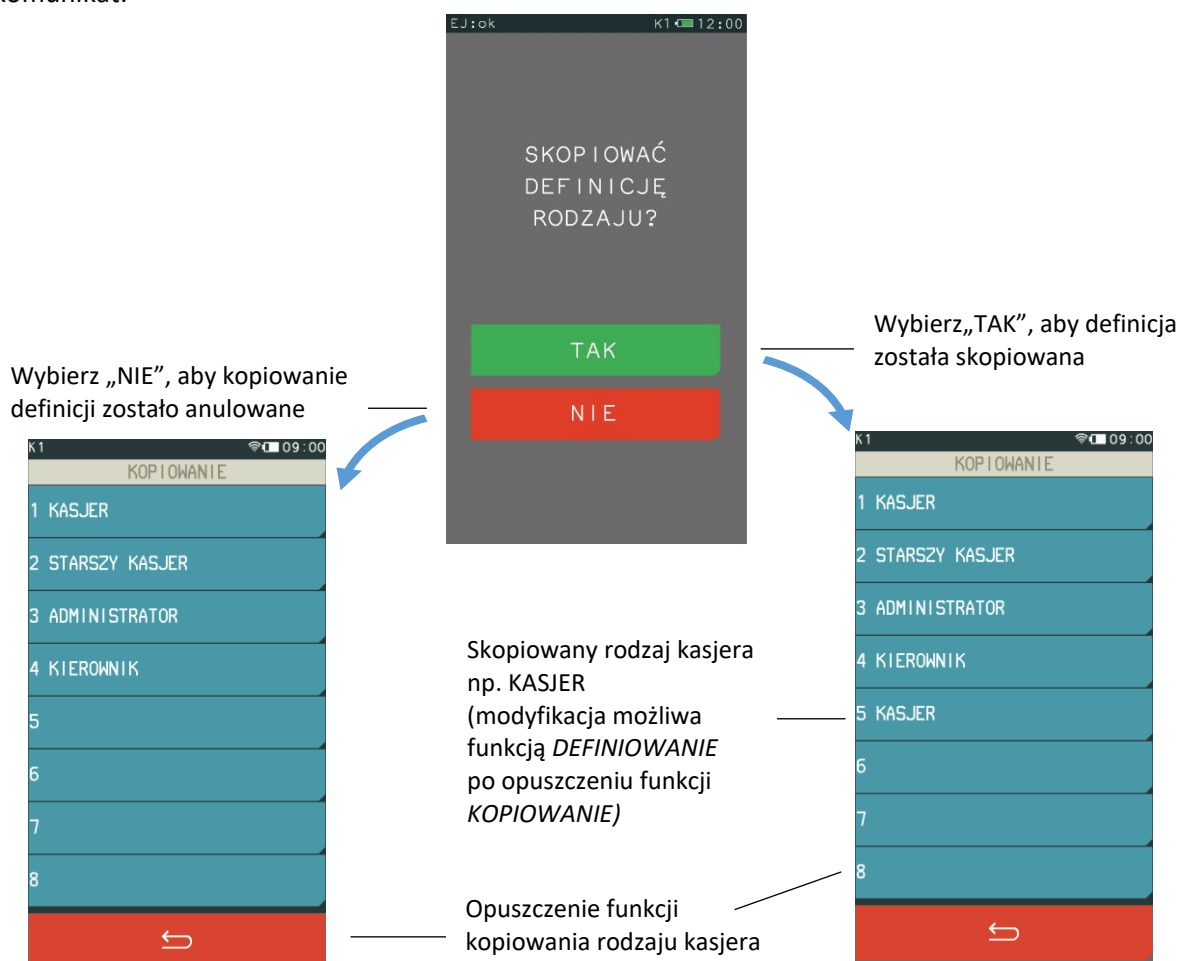 komunikat:
EJ:ok K1 12:00
SKOPIOWAĆ
DEFINICJĘ
RODZAJU?
TAK
NIE
Wybierz„TAK”, aby definicja
została skopiowana
Wybierz „NIE”, aby kopiowanie
definicji zostało anulowane
K1 09:00
KOPIOWANIE
1 KASJER
2 STARSZY KASJER
3 ADMINISTRATOR
4 KIEROWNIK
5
6
7
8
K1 09:00
KOPIOWANIE
1 KASJER
2 STARSZY KASJER
3 ADMINISTRATOR
4 KIEROWNIK
5 KASJER
6
7
8
Skopiowany rodzaj kasjera
np. KASJER
(modyfikacja możliwa
funkcją DEFINIOWANIE
po opuszczeniu funkcji
KOPIOWANIE)
Opuszczenie funkcji
kopiowania rodzaju kasjera